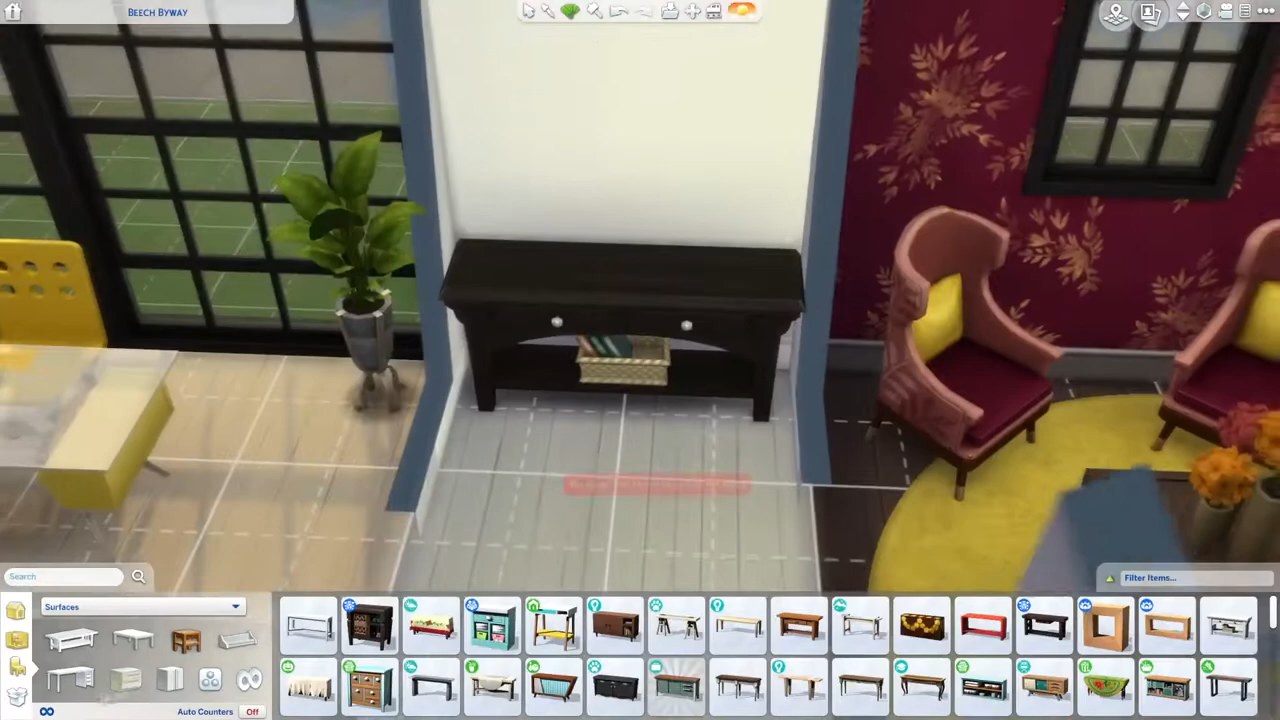 BEECH BYWAY
Search
Filter Items...
Surfaces
Auto Counters
Off